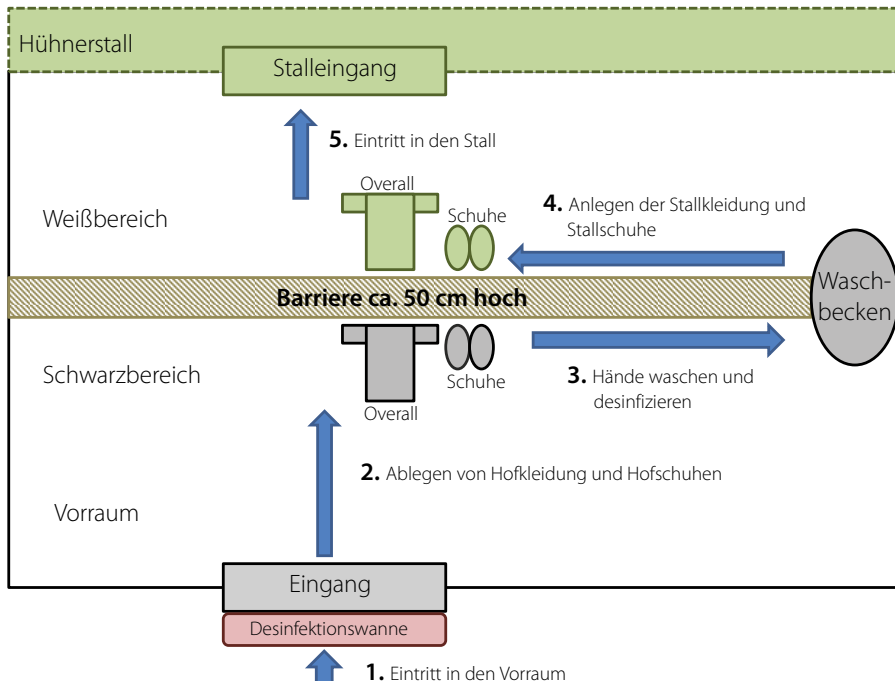 Hühnerstall
Stalleingang
5. Eintritt in den Stall
Overall
Schuhe
4. Anlegen der Stallkleidung und
Stallschuhe
Weißbereich
Wasch-
becken
Barriere ca. 50 cm hoch
Schwarzbereich
Schuhe
Overall
3. Hände waschen und
desinfizieren
2. Ablegen von Hofkleidung und Hofschuhen
Vorraum
Eingang
Desinfektionswanne
1. Eintritt in den Vorraum